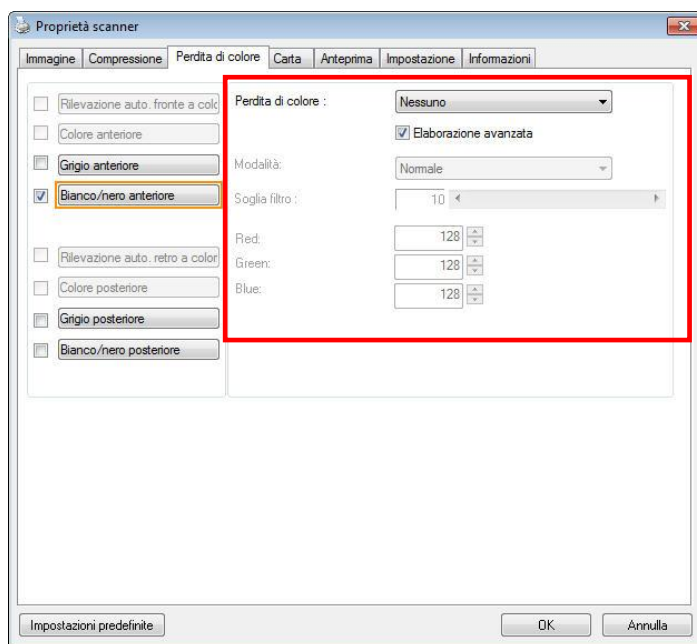 Proprietà scanner
Immagine Compressione Perdita di colore Carta Anteprima Impostazione Informazioni
Rilevazione auto. fronte a colo
Colore anteriore
Grigio anteriore
Bianco/nero anteriore
Rilevazione auto. retro a color
Colore posteriore
Grigio posteriore
Bianco/nero posteriore
Perdita di colore : Nessuno
Elaborazione avanzata
Modalità: Normale
Soglia filtro : 10
Red: 128
Green: 128
Blue: 128
Impostazioni predefinite OK Annulla